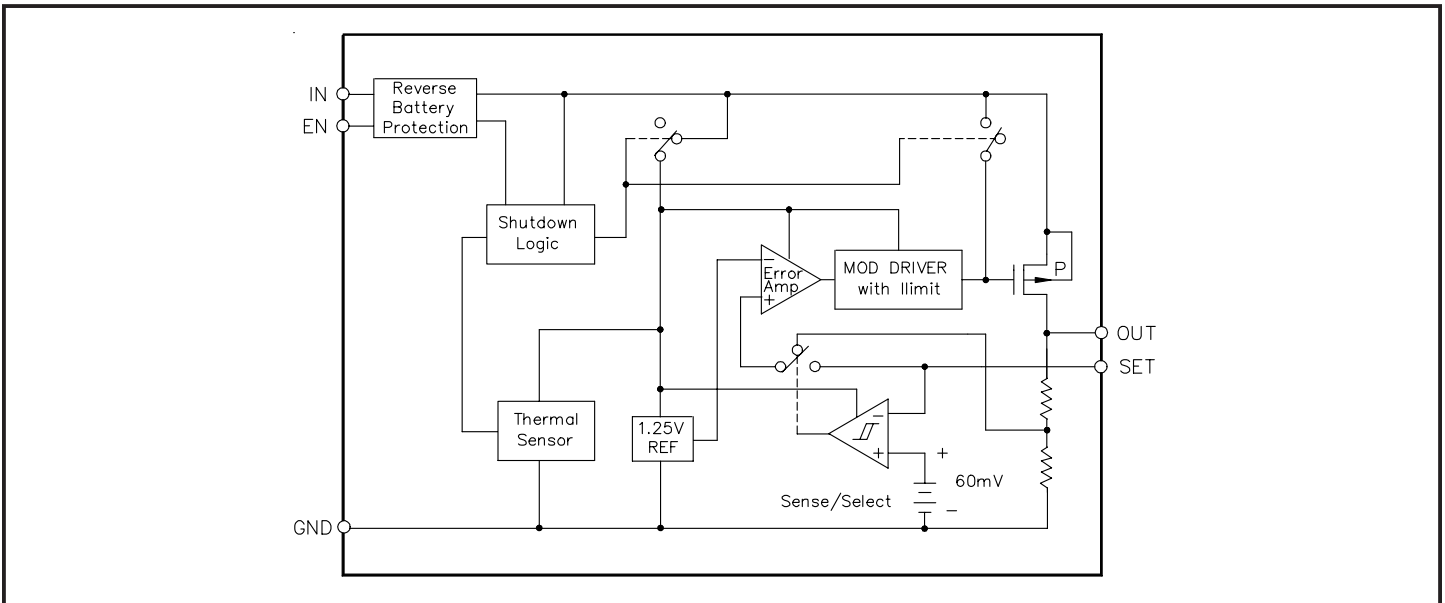 IN
EN
Reverse
Battery
Protection
Shutdown
Logic
−
Error
Amp
+
MOD DRIVER
with Ilimit
P
OUT
SET
Thermal
Sensor
1.25V
REF
−
+
+
60mV
−
Sense/Select
GND